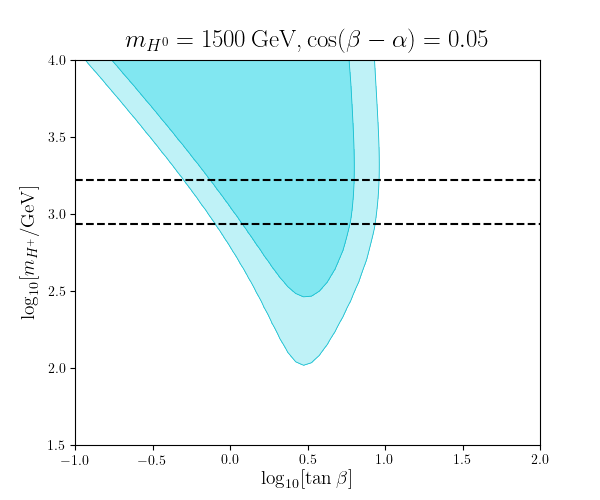 m_{H^0} = 1500 GeV, cos(β − α) = 0.05
4.0
3.5
3.0
2.5
2.0
1.5
log_{10}[m_{H^+}/GeV]
−1.0 −0.5 0.0 0.5 1.0 1.5 2.0
log_{10}[tan β]